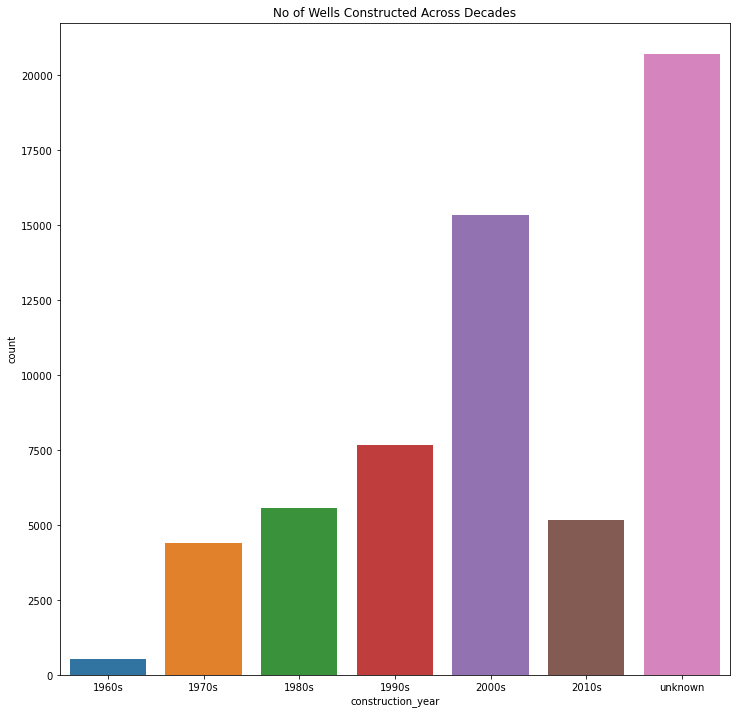 No of Wells Constructed Across Decades
20000
17500
15000
12500
10000
7500
5000
2500
0
count
1960s 1970s 1980s 1990s 2000s 2010s unknown
construction_year